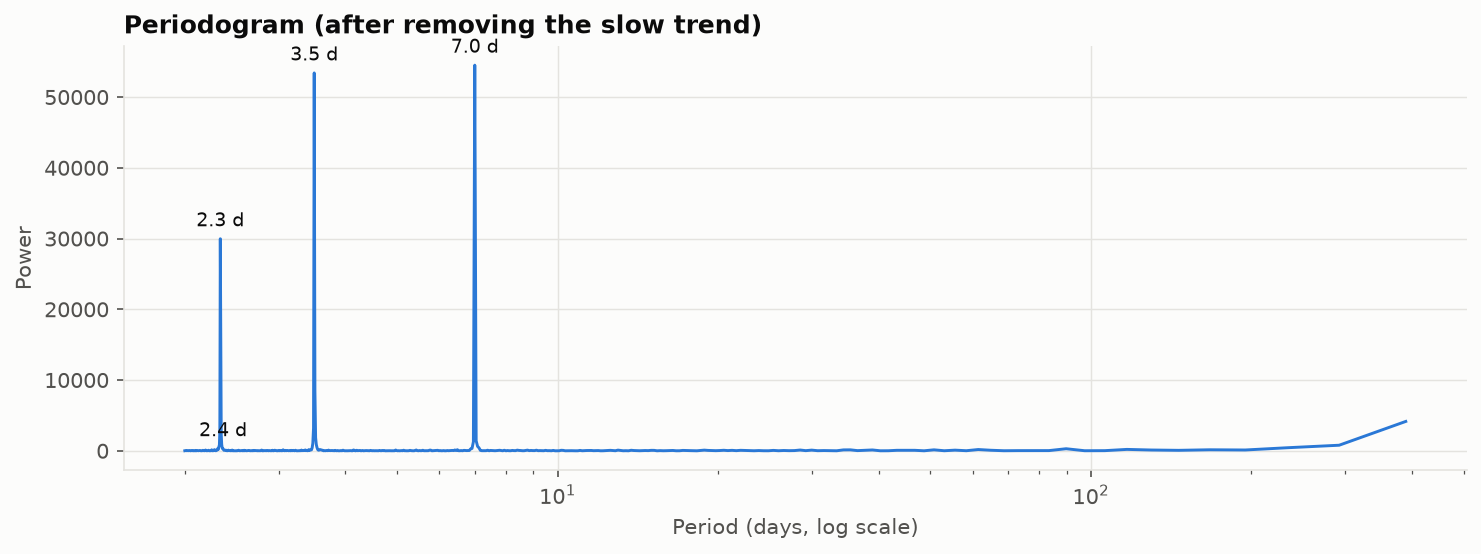 Periodogram (after removing the slow trend)
7.0 d
3.5 d
50000
40000
2.3 d
30000
Power
20000
10000
2.4 d
0
10¹
10²
Period (days, log scale)